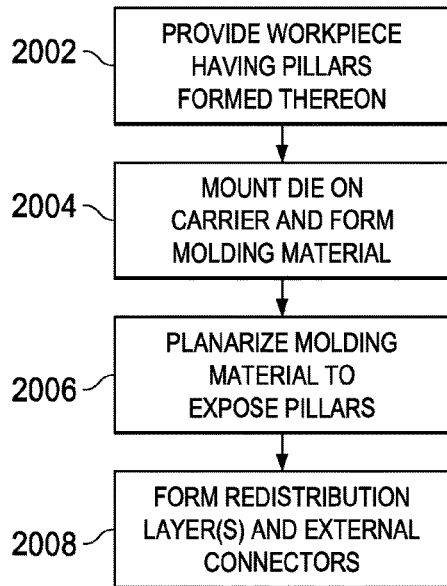 2002
PROVIDE WORKPIECE
HAVING PILLARS
FORMED THEREON
2004
MOUNT DIE ON
CARRIER AND FORM
MOLDING MATERIAL
2006
PLANARIZE MOLDING
MATERIAL TO
EXPOSE PILLARS
2008
FORM REDISTRIBUTION
LAYER(S) AND EXTERNAL
CONNECTORS